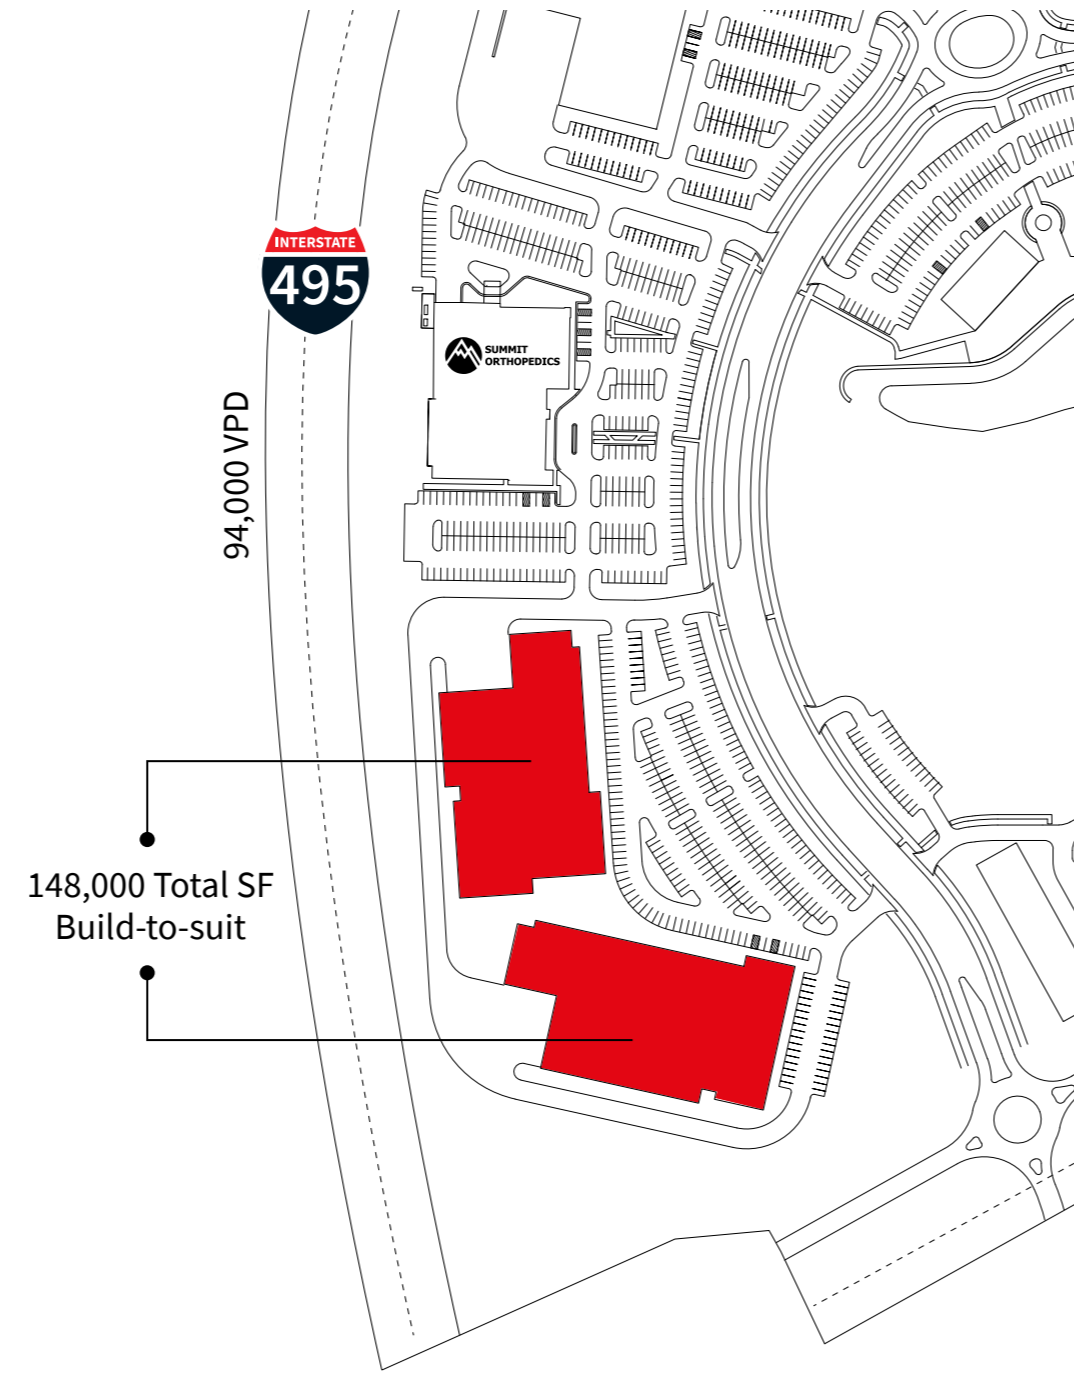 INTERSTATE
495
SUMMIT
ORTHOPEDICS
94,000 VPD
148,000 Total SF
Build-to-suit